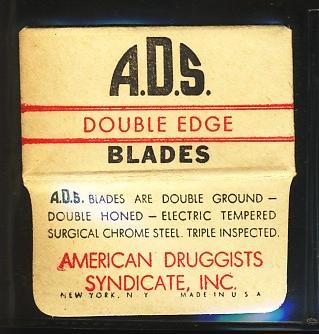 A.D.S.
DOUBLE EDGE
BLADES
A.D.S. BLADES ARE DOUBLE GROUND —
DOUBLE HONED — ELECTRIC TEMPERED
SURGICAL CHROME STEEL. TRIPLE INSPECTED.
AMERICAN DRUGGISTS
SYNDICATE, INC.
NEW YORK, N Y MADE IN U S A